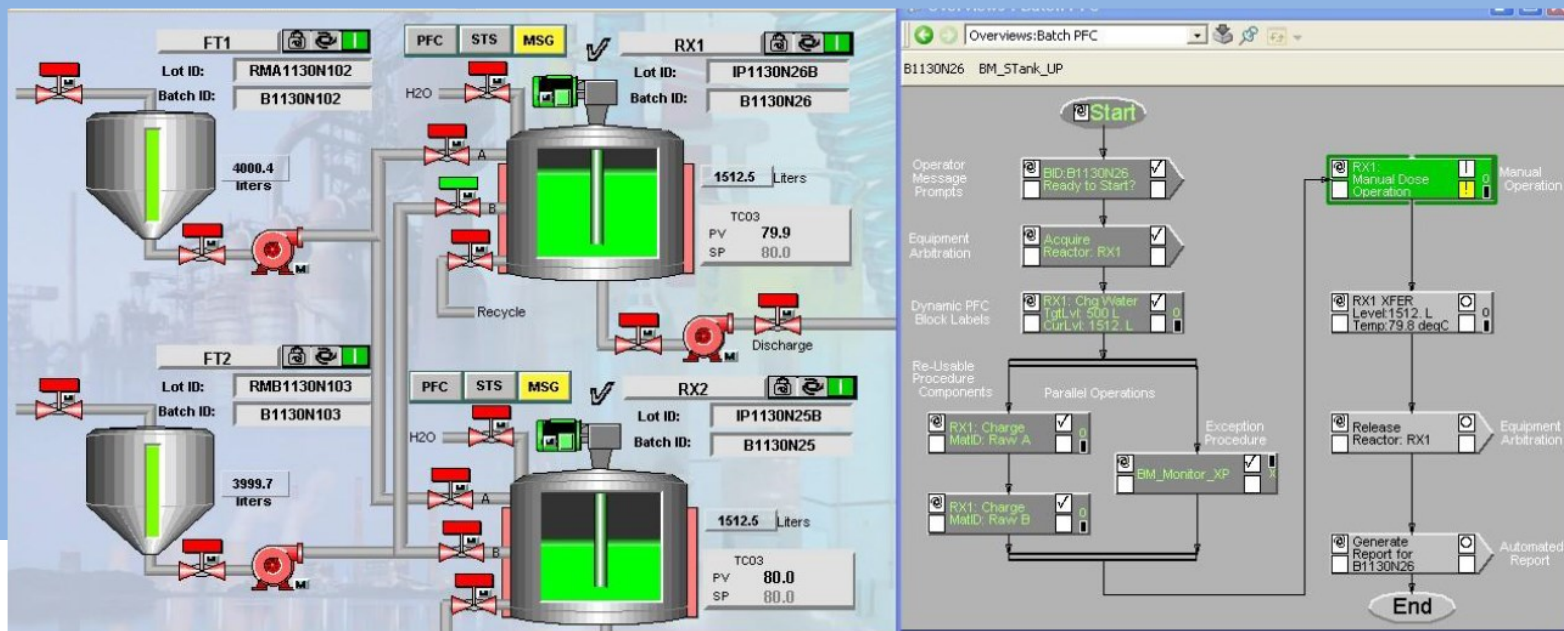 FT1
Lot ID:
RMA1130N102
Batch ID:
B1130N102
4000.4
liters
M
FT2
Lot ID:
RMB1130N103
Batch ID:
B1130N103
3999.7
liters
PFC
STS
MSG
RX1
Lot ID:
IP1130N26B
Batch ID:
B1130N26
H2O
A
B
1512.5 Liters
TC03
PV 79.9
SP 80.0
Recycle
M
Discharge
PFC
STS
MSG
RX2
Lot ID:
IP1130N25B
Batch ID:
B1130N25
H2O
A
B
1512.5 Liters
TC03
PV 80.0
SP 80.0
Overviews:Batch PFC
B1130N26 BM_STank_UP
Start
Operator
Message
Prompts
BID:B1130N26
Ready to Start?
Equipment
Arbitration
Acquire
Reactor: RX1
Dynamic PFC
Block Labels
RX1: Chg Water
TgtLvl: 500 L
CurLvl: 1512. L
O
Re-Usable
Procedure
Components
Parallel Operations
RX1: Charge
MatID: Raw A
O
Exception
Procedure
BM_Monitor_XP
X
RX1: Charge
MatID: Raw B
O
RX1:
Manual Dose
Operation
!
O
Manual
Operation
RX1 XFER
Level:1512. L
Temp:79.8 deqC
O
Release
Reactor: RX1
Equipment
Arbitration
Generate
Report for
B1130N26
Automated
Report
End